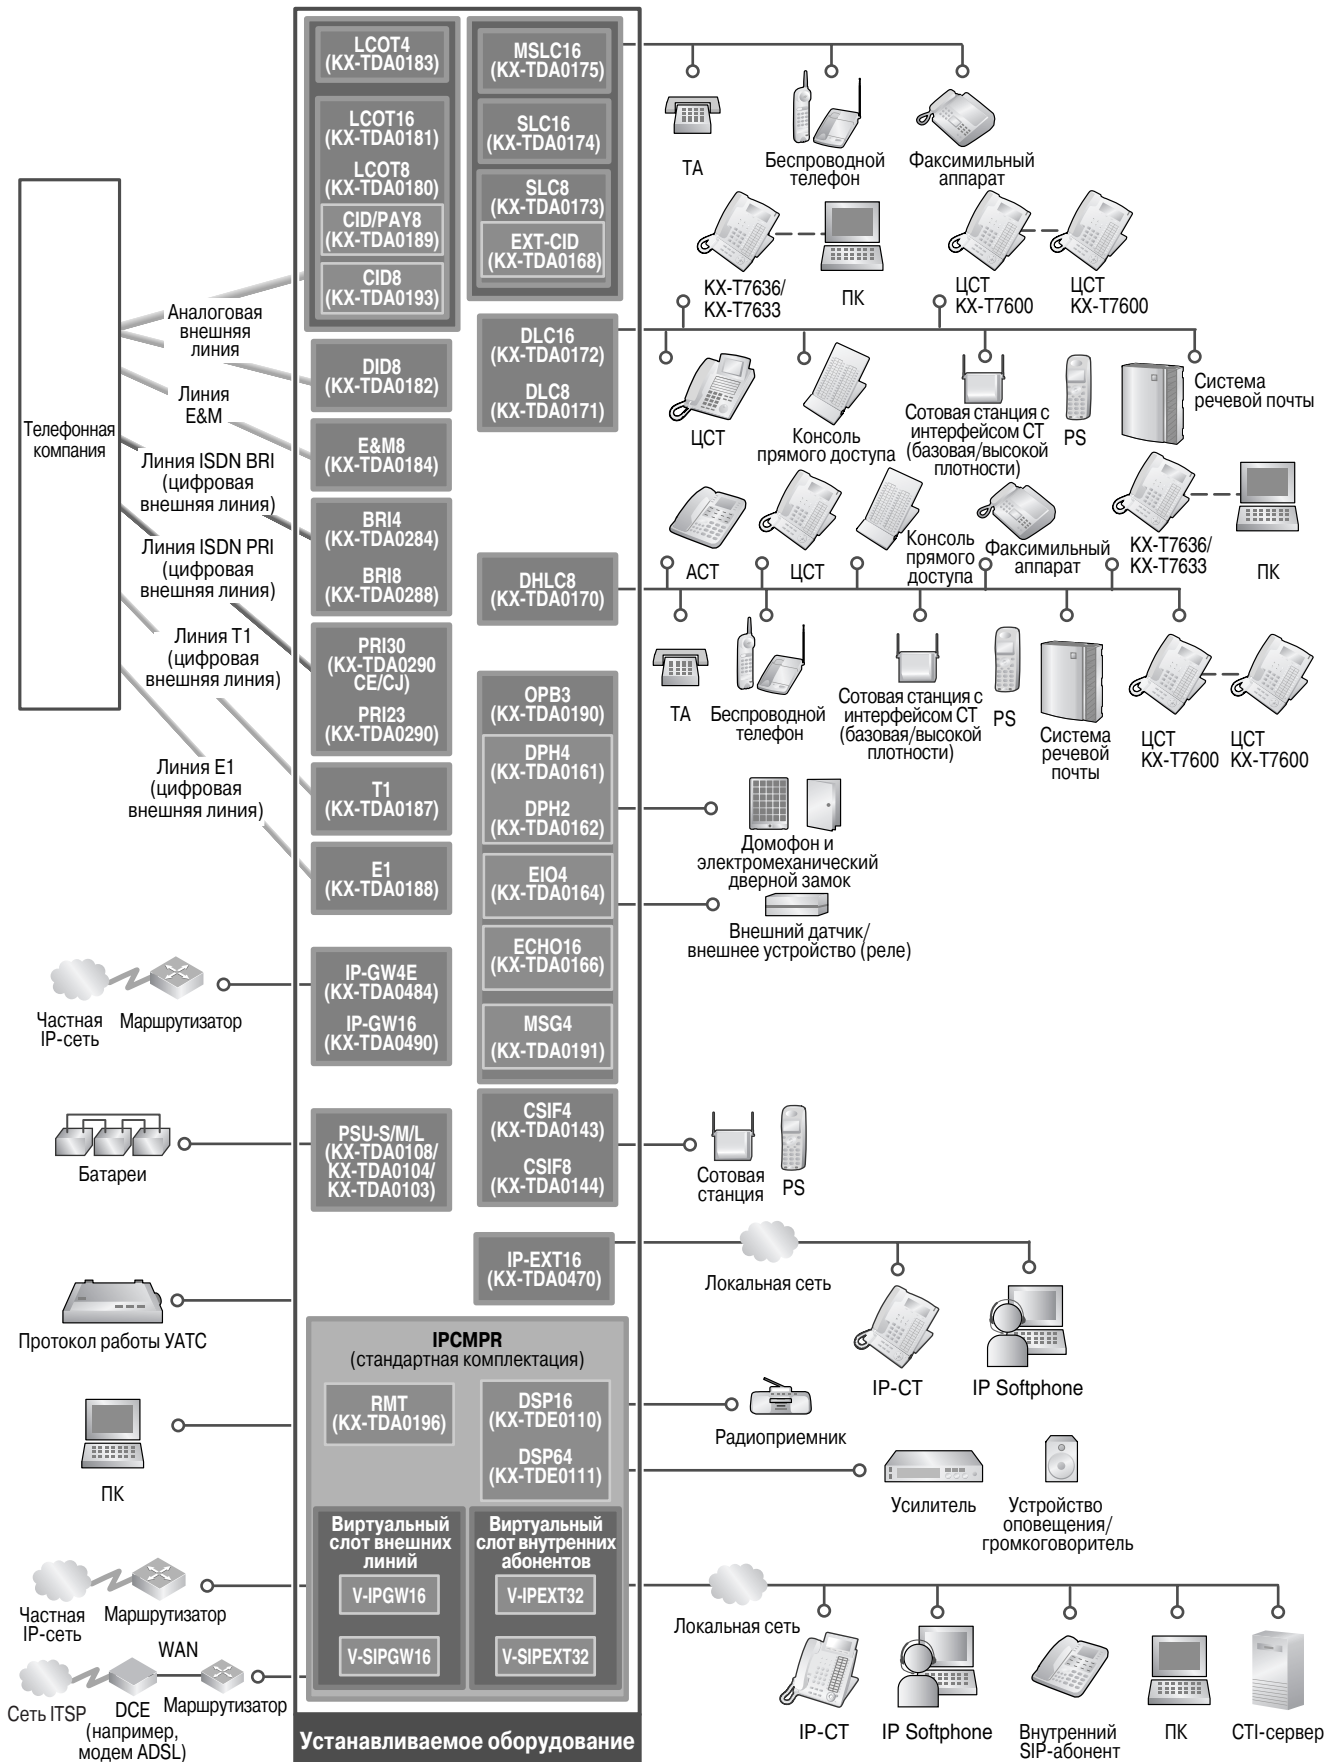 LCOT4
(KX-TDA0183)
LCOT16
(KX-TDA0181)
LCOT8
(KX-TDA0180)
CID/PAY8
(KX-TDA0189)
CID8
(KX-TDA0193)
MSLC16
(KX-TDA0175)
SLC16
(KX-TDA0174)
SLC8
(KX-TDA0173)
EXT-CID
(KX-TDA0168)
ТА
Беспроводной
телефон
Факсимильный
аппарат
KX-T7636/
KX-T7633
ПК
ЦСТ
KX-T7600
ЦСТ
KX-T7600
Телефонная
компания
Аналоговая
внешняя
линия
Линия
E&M
Линия ISDN BRI
(цифровая
внешняя линия)
Линия ISDN PRI
(цифровая
внешняя линия)
Линия T1
(цифровая
внешняя линия)
Линия E1
(цифровая
внешняя линия)
DID8
(KX-TDA0182)
E&M8
(KX-TDA0184)
BRI4
(KX-TDA0284)
BRI8
(KX-TDA0288)
PRI30
(KX-TDA0290
CE/CJ)
PRI23
(KX-TDA0290)
T1
(KX-TDA0187)
E1
(KX-TDA0188)
DLC16
(KX-TDA0172)
DLC8
(KX-TDA0171)
ЦСТ
Консоль
прямого доступа
Сотовая станция с
интерфейсом СТ
(базовая/высокой
плотности)
PS
Система
речевой почты
DHLC8
(KX-TDA0170)
АСТ
ЦСТ
Консоль
прямого
доступа
Факсимильный
аппарат
KX-T7636/
KX-T7633
ПК
ТА
Беспроводной
телефон
Сотовая станция с
интерфейсом СТ
(базовая/высокой
плотности)
PS
Система
речевой
почты
ЦСТ
KX-T7600
ЦСТ
KX-T7600
OPB3
(KX-TDA0190)
DPH4
(KX-TDA0161)
DPH2
(KX-TDA0162)
EIO4
(KX-TDA0164)
ECHO16
(KX-TDA0166)
MSG4
(KX-TDA0191)
Домофон и
электромеханический
дверной замок
Внешний датчик/
внешнее устройство (реле)
Частная
IP-сеть
Маршрутизатор
IP-GW4E
(KX-TDA0484)
IP-GW16
(KX-TDA0490)
Батареи
PSU-S/M/L
(KX-TDA0108/
KX-TDA0104/
KX-TDA0103)
CSIF4
(KX-TDA0143)
CSIF8
(KX-TDA0144)
Сотовая
станция
PS
IP-EXT16
(KX-TDA0470)
Локальная сеть
IP-CT
IP Softphone
Протокол работы УАТС
ПК
IPCMPR
(стандартная комплектация)
RMT
(KX-TDA0196)
DSP16
(KX-TDE0110)
DSP64
(KX-TDE0111)
Радиоприемник
Усилитель
Устройство
оповещения/
громкоговоритель
Виртуальный
слот внешних
линий
V-IPGW16
V-SIPGW16
Виртуальный
слот внутренних
абонентов
V-IPEXT32
V-SIPEXT32
Частная
IP-сеть
Маршрутизатор
WAN
Сеть ITSP
DCE
(например,
модем ADSL)
Маршрутизатор
Локальная сеть
IP-CT
IP Softphone
Внутренний
SIP-абонент
ПК
CTI-сервер
Устанавливаемое оборудование